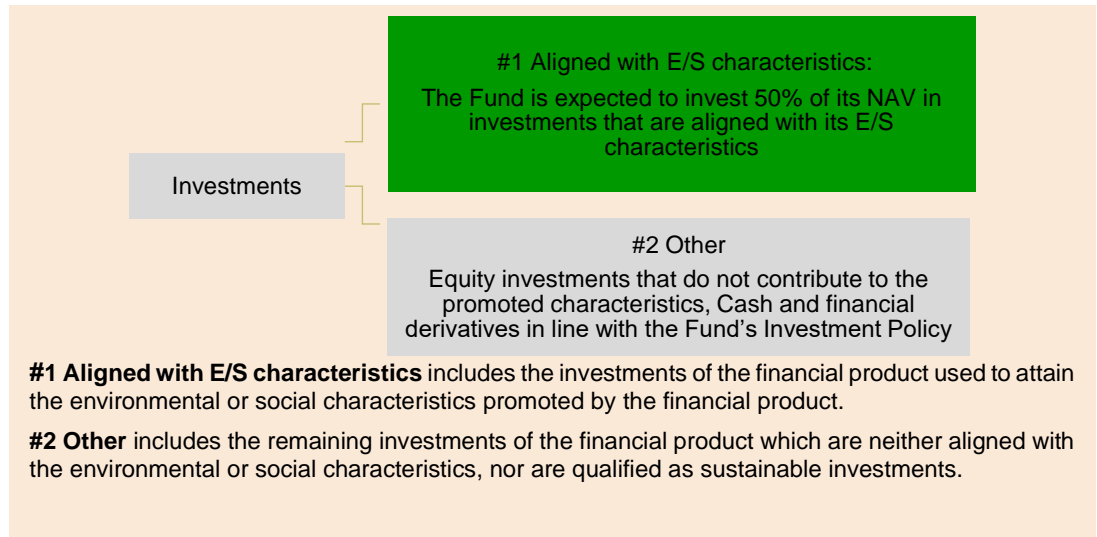 #1 Aligned with E/S characteristics:
The Fund is expected to invest 50% of its NAV in
investments that are aligned with its E/S
characteristics
Investments
#2 Other
Equity investments that do not contribute to the
promoted characteristics, Cash and financial
derivatives in line with the Fund’s Investment Policy
#1 Aligned with E/S characteristics includes the investments of the financial product used to attain
the environmental or social characteristics promoted by the financial product.
#2 Other includes the remaining investments of the financial product which are neither aligned with
the environmental or social characteristics, nor are qualified as sustainable investments.